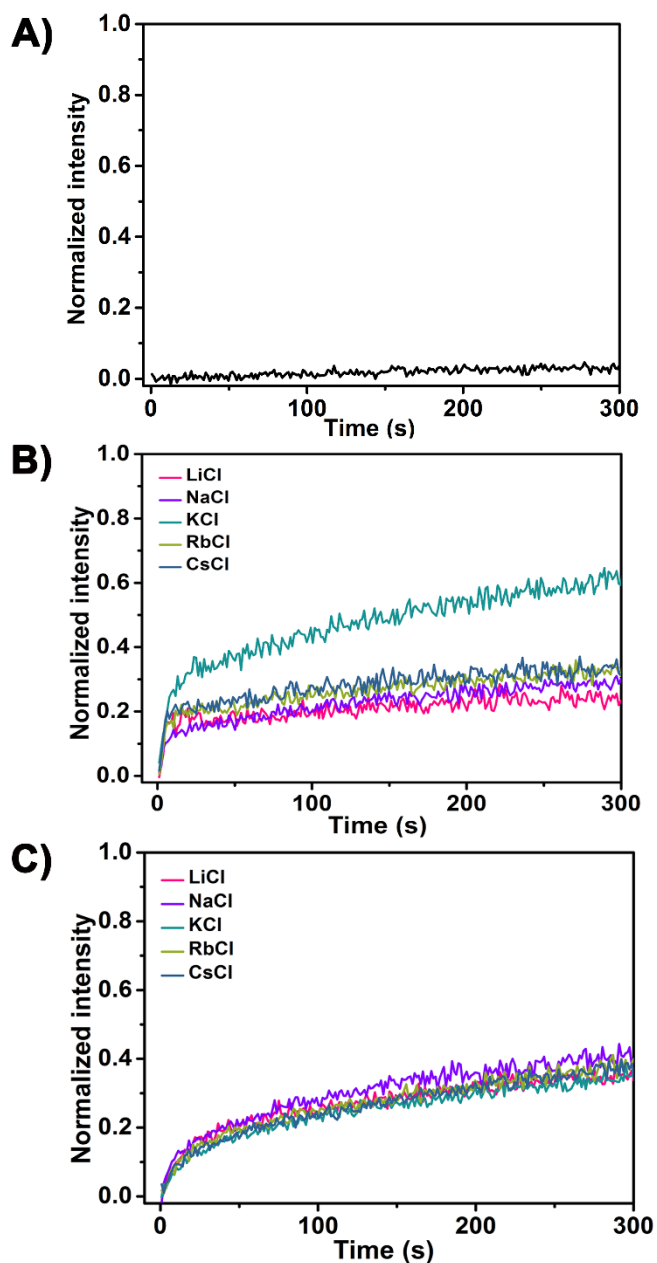 A)
Normalized intensity
1.0
0.8
0.6
0.4
0.2
0.0
0 100 200 300
Time (s)
B)
Normalized intensity
1.0
0.8
0.6
0.4
0.2
0.0
LiCl
NaCl
KCl
RbCl
CsCl
100 200 300
Time (s)
C)
Normalized intensity
1.0
0.8
0.6
0.4
0.2
0.0
LiCl
NaCl
KCl
RbCl
CsCl
0 100 200 300
Time (s)